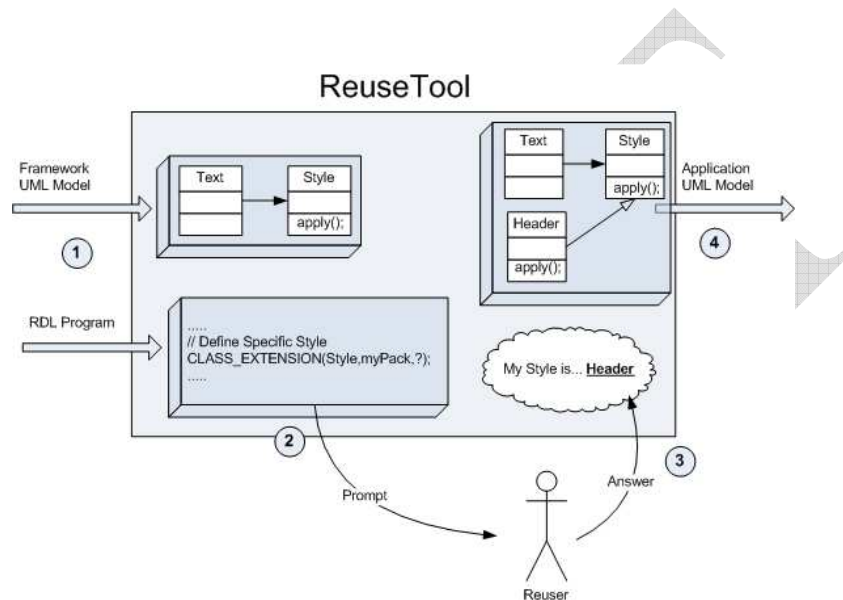 ReuseTool
Framework
UML Model
1
Text
Style
apply();
Text
Style
apply();
Header
apply();
Application
UML Model
4
RDL Program
.....
// Define Specific Style
CLASS_EXTENSION(Style,myPack,?);
.....
My Style is... Header
2
3
Prompt
Answer
Reuser